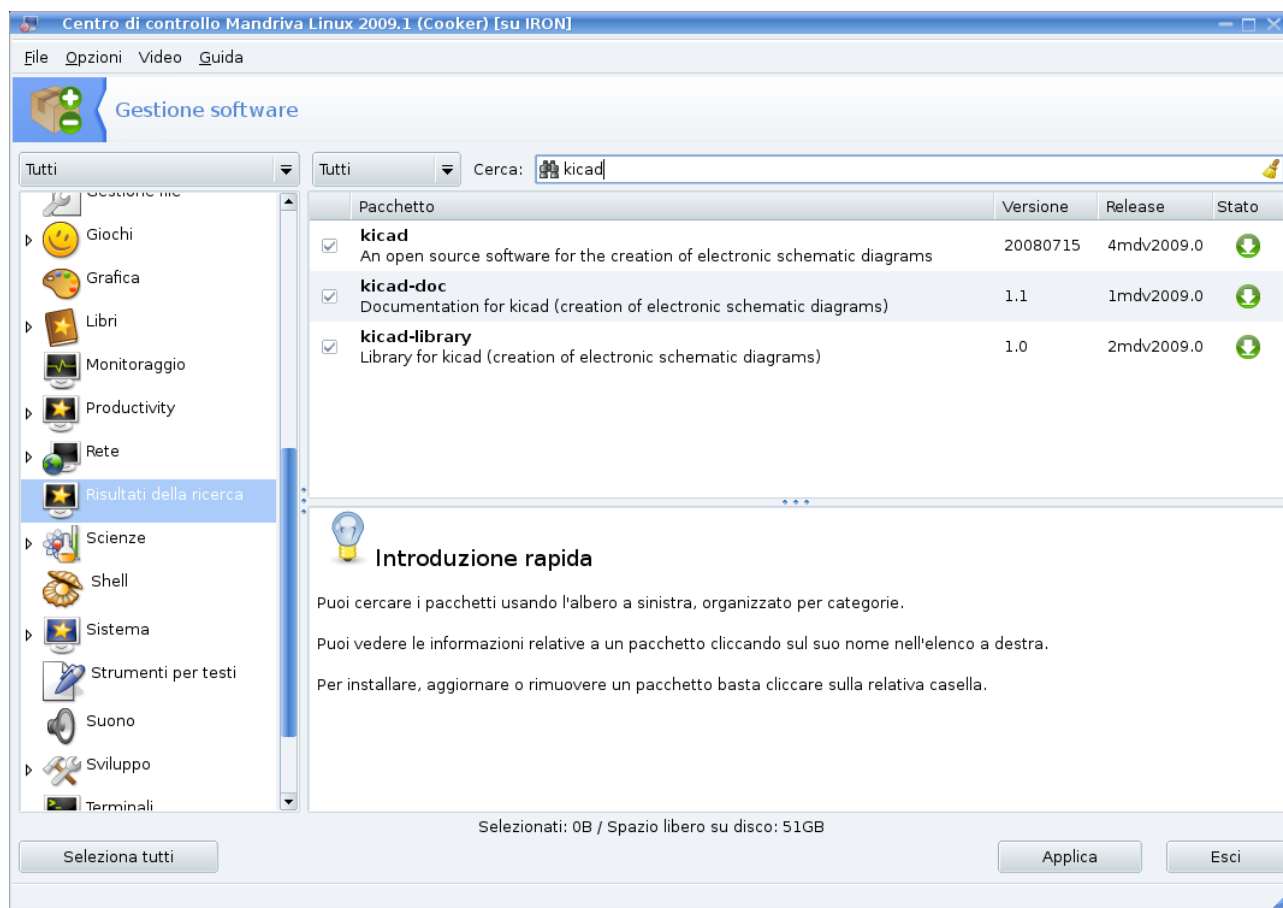 Centro di controllo Mandriva Linux 2009.1 (Cooker) [su IRON]
File Opzioni Video Guida
Gestione software
Tutti
Tutti
Cerca: kicad
Gestione file
Giochi
Grafica
Libri
Monitoraggio
Productivity
Rete
Risultati della ricerca
Scienze
Shell
Sistema
Strumenti per testi
Suono
Sviluppo
Terminali
Pacchetto Versione Release Stato
kicad
An open source software for the creation of electronic schematic diagrams 20080715 4mdv2009.0
kicad-doc
Documentation for kicad (creation of electronic schematic diagrams) 1.1 1mdv2009.0
kicad-library
Library for kicad (creation of electronic schematic diagrams) 1.0 2mdv2009.0
Introduzione rapida
Puoi cercare i pacchetti usando l'albero a sinistra, organizzato per categorie.
Puoi vedere le informazioni relative a un pacchetto cliccando sul suo nome nell'elenco a destra.
Per installare, aggiornare o rimuovere un pacchetto basta cliccare sulla relativa casella.
Selezionati: 0B / Spazio libero su disco: 51GB
Seleziona tutti Applica Esci